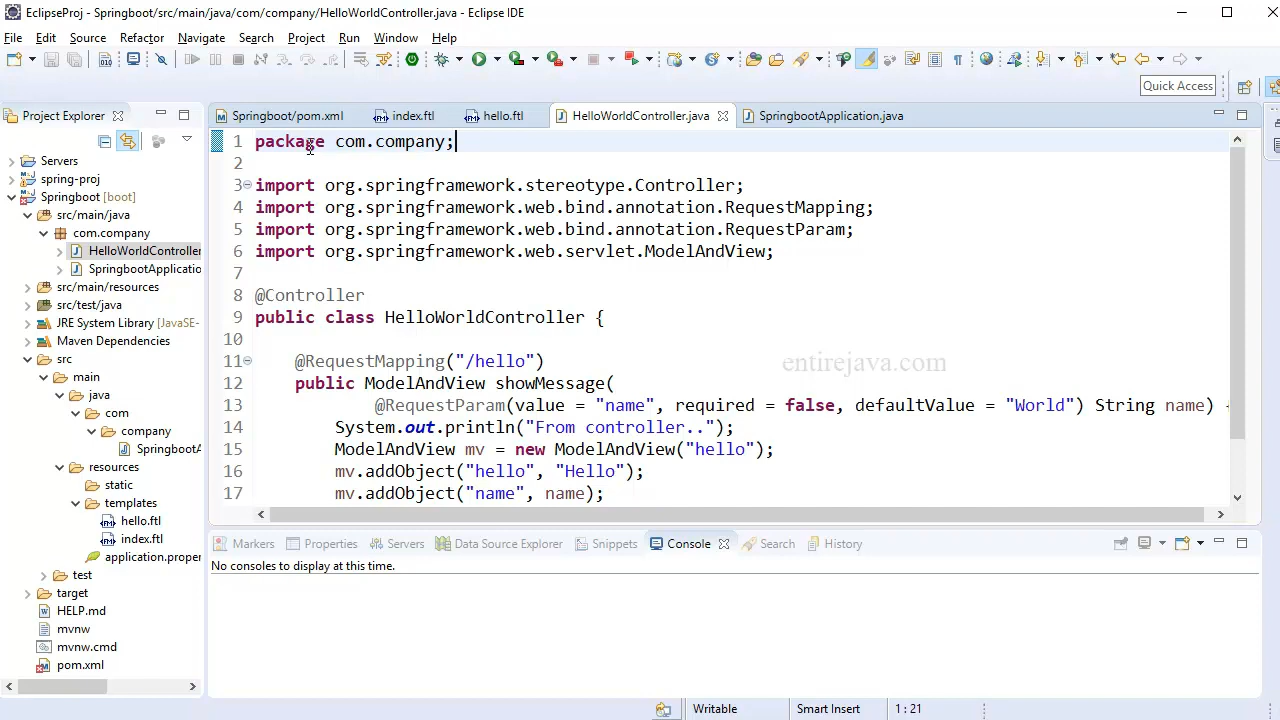 EclipseProj - Springboot/src/main/java/com/company/HelloWorldController.java - Eclipse IDE
File Edit Source Refactor Navigate Search Project Run Window Help
Quick Access
Project Explorer
Servers
spring-proj
Springboot [boot]
src/main/java
com.company
HelloWorldController
SpringbootApplicatio
src/main/resources
src/test/java
JRE System Library [JavaSE-
Maven Dependencies
src
main
java
com
company
SpringbootA
resources
static
templates
hello.ftl
index.ftl
application.proper
test
target
HELP.md
mvnw
mvnw.cmd
pom.xml
Springboot/pom.xml index.ftl hello.ftl HelloWorldController.java SpringbootApplication.java
1 package com.company;
2
3 import org.springframework.stereotype.Controller;
4 import org.springframework.web.bind.annotation.RequestMapping;
5 import org.springframework.web.bind.annotation.RequestParam;
6 import org.springframework.web.servlet.ModelAndView;
7
8 @Controller
9 public class HelloWorldController {
10
11 @RequestMapping("/hello")
12 public ModelAndView showMessage(
13 @RequestParam(value = "name", required = false, defaultValue = "World") String name) {
14 System.out.println("From controller..");
15 ModelAndView mv = new ModelAndView("hello");
16 mv.addObject("hello", "Hello");
17 mv.addObject("name", name);
entirejava.com
Markers Properties Servers Data Source Explorer Snippets Console Search History
No consoles to display at this time.
Writable Smart Insert 1 : 21